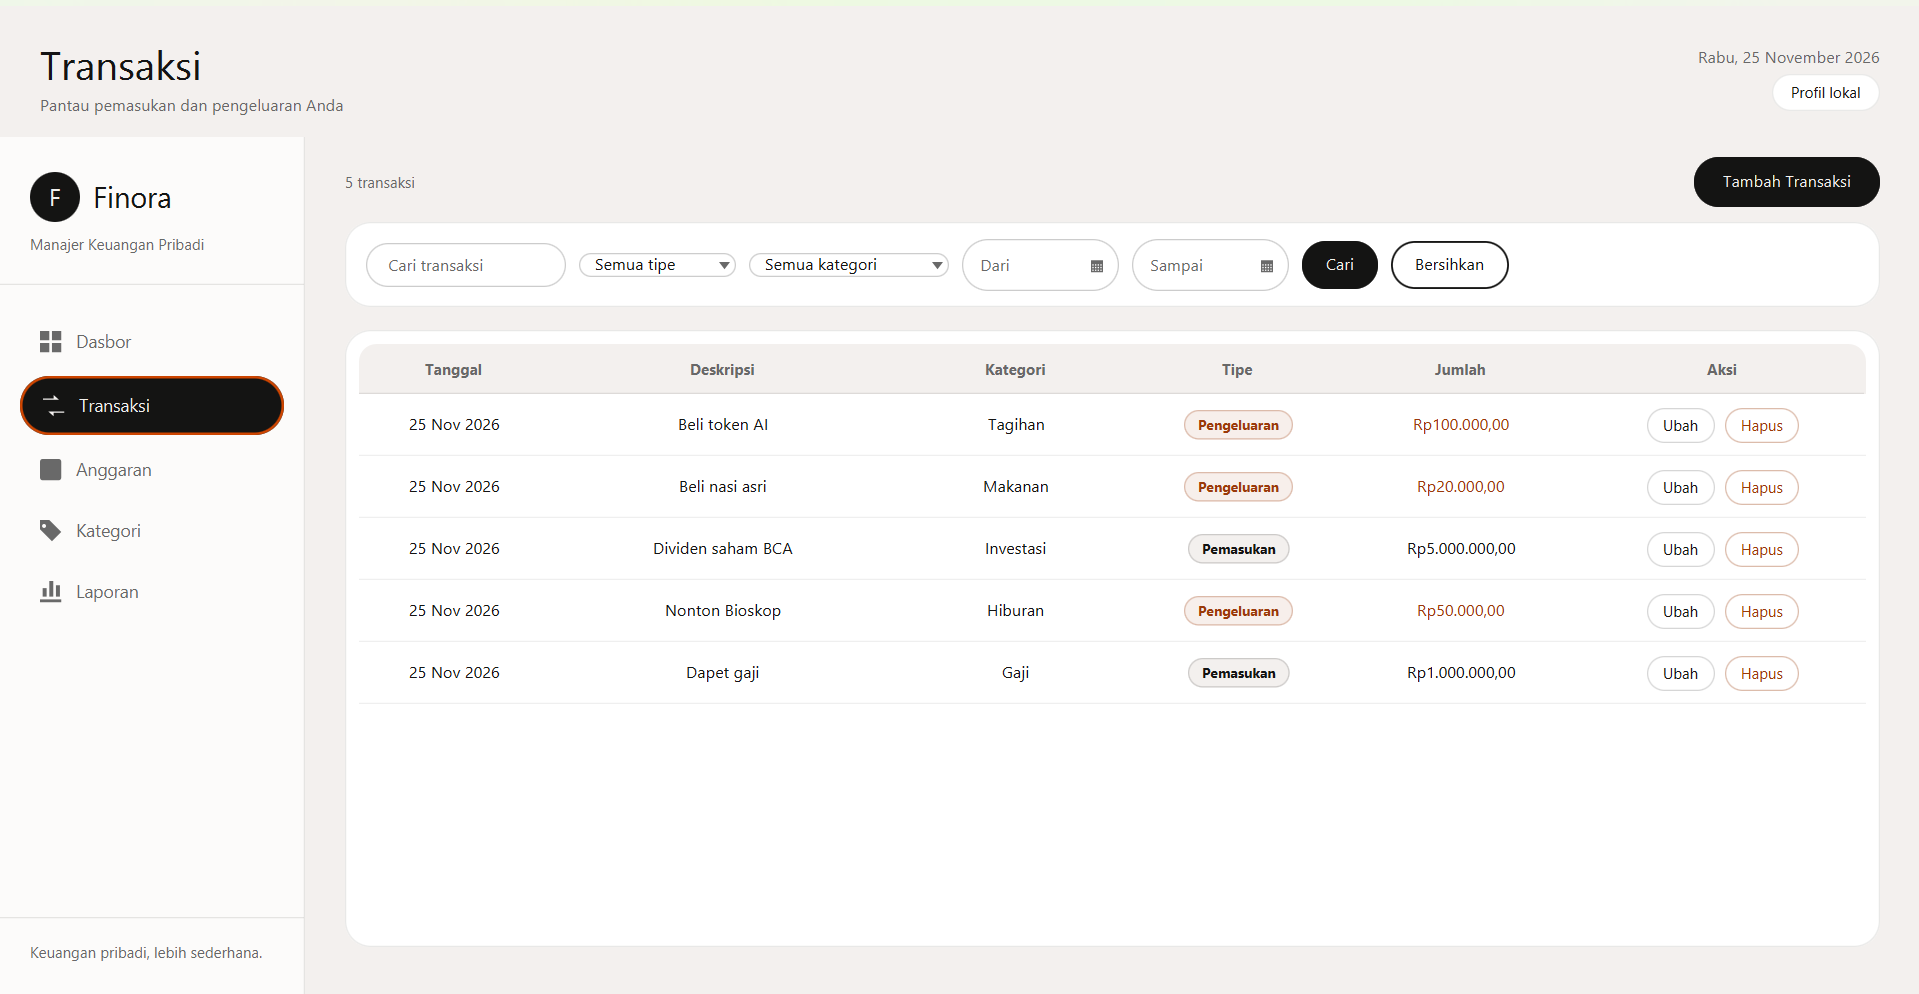 Transaksi
Pantau pemasukan dan pengeluaran Anda
Rabu, 25 November 2026
Profil lokal
F Finora
Manajer Keuangan Pribadi
Dasbor
Transaksi
Anggaran
Kategori
Laporan
Keuangan pribadi, lebih sederhana.
5 transaksi
Tambah Transaksi
Cari transaksi Semua tipe Semua kategori Dari Sampai Cari Bersihkan
Tanggal Deskripsi Kategori Tipe Jumlah Aksi
25 Nov 2026 Beli token AI Tagihan Pengeluaran Rp100.000,00 Ubah Hapus
25 Nov 2026 Beli nasi asri Makanan Pengeluaran Rp20.000,00 Ubah Hapus
25 Nov 2026 Dividen saham BCA Investasi Pemasukan Rp5.000.000,00 Ubah Hapus
25 Nov 2026 Nonton Bioskop Hiburan Pengeluaran Rp50.000,00 Ubah Hapus
25 Nov 2026 Dapet gaji Gaji Pemasukan Rp1.000.000,00 Ubah Hapus